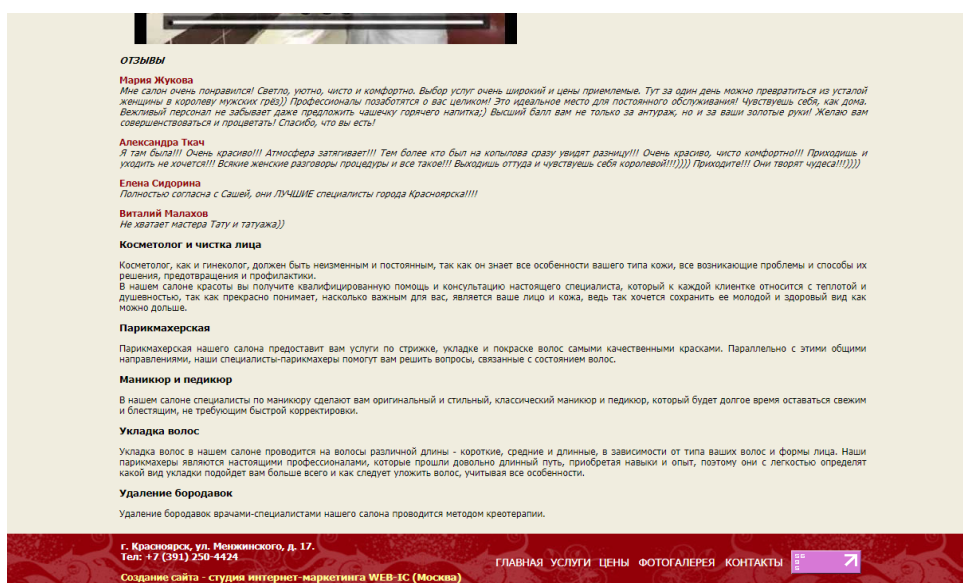 ОТЗЫВЫ
Мария Жукова
Мне салон очень понравился! Светло, уютно, чисто и комфортно. Выбор услуг очень широкий и цены приемлемые. Тут за один день можно превратиться из усталой
женщины в королеву мужских грёз)) Профессионалы позаботятся о вас целиком! Это идеальное место для постоянного обслуживания! Чувствуешь себя, как дома.
Вежливый персонал не забывает даже предложить чашечку горячего напитка;) Высший балл вам не только за антураж, но и за ваши золотые руки! Желаю вам
совершенствоваться и процветать! Спасибо, что вы есть!
Александра Ткач
Я там была!!! Очень красиво!!! Атмосфера затягивает!!! Тем более кто был на копылова сразу увидят разницу!!! Очень красиво, чисто комфортно!!! Приходишь и
уходить не хочется!!! Всякие женские разговоры процедуры и все такое!!! Выходишь оттуда и чувствуешь себя королевой!!!)))) Приходите!!! Они творят чудеса!!!))))
Елена Сидорина
Полностью согласна с Сашей, они ЛУЧШИЕ специалисты города Красноярска!!!!
Виталий Малахов
Не хватает мастера Тату и татуажа))
Косметолог и чистка лица
Косметолог, как и гинеколог, должен быть неизменным и постоянным, так как он знает все особенности вашего типа кожи, все возникающие проблемы и способы их
решения, предотвращения и профилактики.
В нашем салоне красоты вы получите квалифицированную помощь и консультацию настоящего специалиста, который к каждой клиентке относится с теплотой и
душевностью, так как прекрасно понимает, насколько важным для вас, является ваше лицо и кожа, ведь так хочется сохранить ее молодой и здоровый вид как
можно дольше.
Парикмахерская
Парикмахерская нашего салона предоставит вам услуги по стрижке, укладке и покраске волос самыми качественными красками. Параллельно с этими общими
направлениями, наши специалисты-парикмахеры помогут вам решить вопросы, связанные с состоянием волос.
Маникюр и педикюр
В нашем салоне специалисты по маникюру сделают вам оригинальный и стильный, классический маникюр и педикюр, который будет долгое время оставаться свежим
и блестящим, не требующим быстрой корректировки.
Укладка волос
Укладка волос в нашем салоне проводится на волосы различной длины - короткие, средние и длинные, в зависимости от типа ваших волос и формы лица. Наши
парикмахеры являются настоящими профессионалами, которые прошли довольно длинный путь, приобретая навыки и опыт, поэтому они с легкостью определят
какой вид укладки подойдет вам больше всего и как следует уложить волос, учитывая все особенности.
Удаление бородавок
Удаление бородавок врачами-специалистами нашего салона проводится методом креотерапии.
г. Красноярск, ул. Менжинского, д. 17.
Тел: +7 (391) 250-4424
ГЛАВНАЯ УСЛУГИ ЦЕНЫ ФОТОГАЛЕРЕЯ КОНТАКТЫ
Создание сайта - студия интернет-маркетинга WEB-IC (Москва)